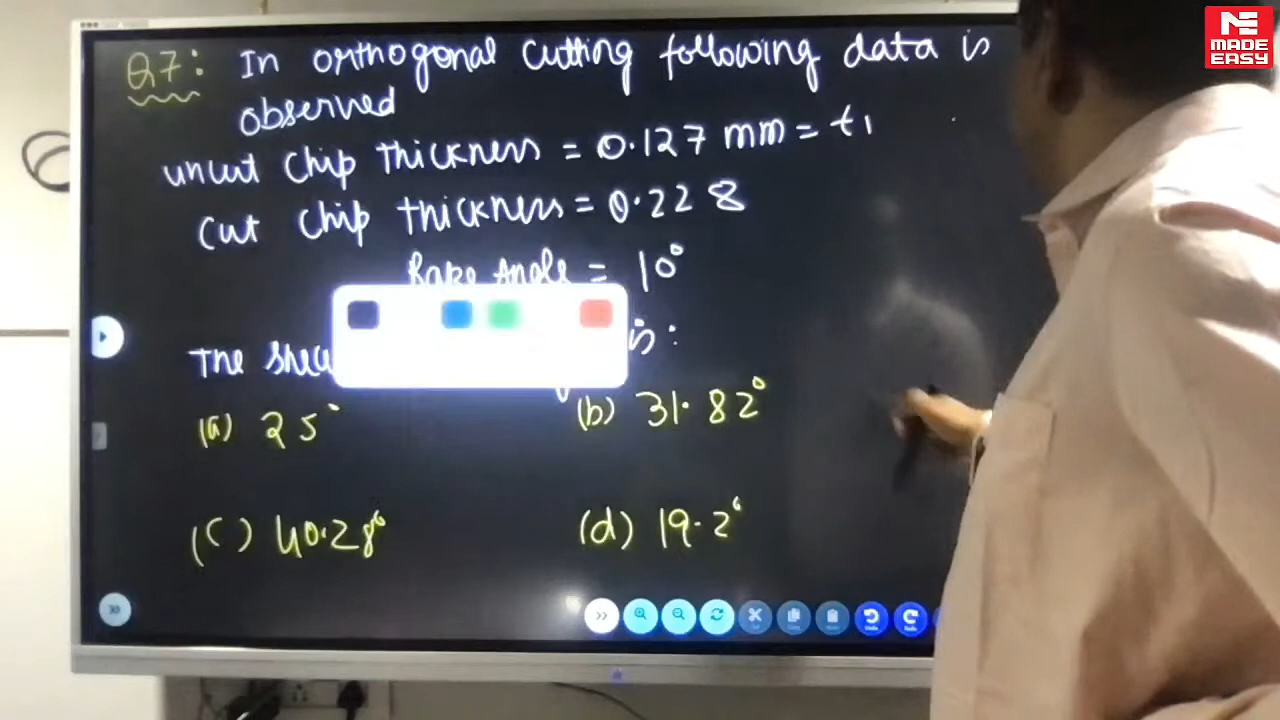 Q7: In orthogonal cutting following data is
observed
uncut chip thickness = 0.127 mm = t1
cut chip thickness = 0.228
Rake Angle = 10°
The is:
(a) 25° (b) 31.82°
(c) 40.28° (d) 19.2°
ME
MADE
EASY